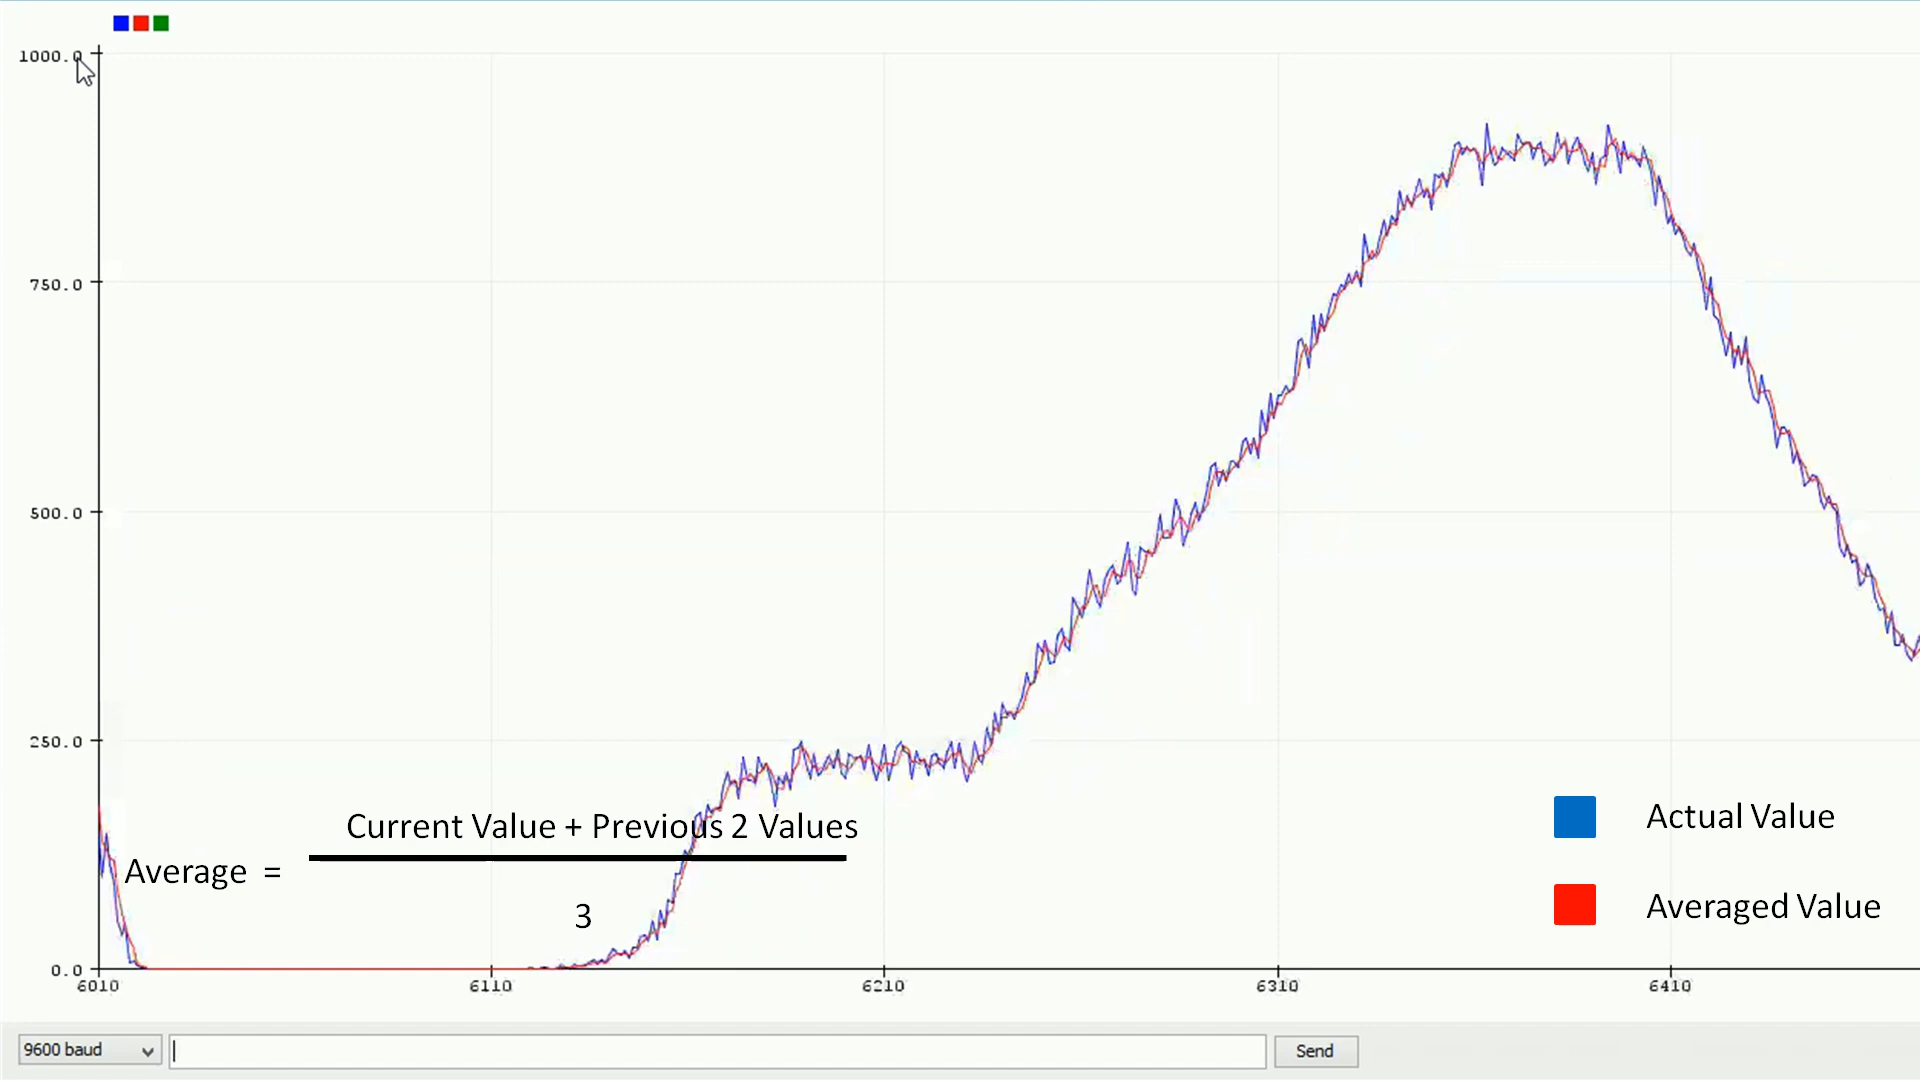 1000.0
750.0
500.0
250.0
0.0
6010
6110
6210
6310
6410
Current Value + Previous 2 Values
Average =
3
Actual Value
Averaged Value
9600 baud
Send